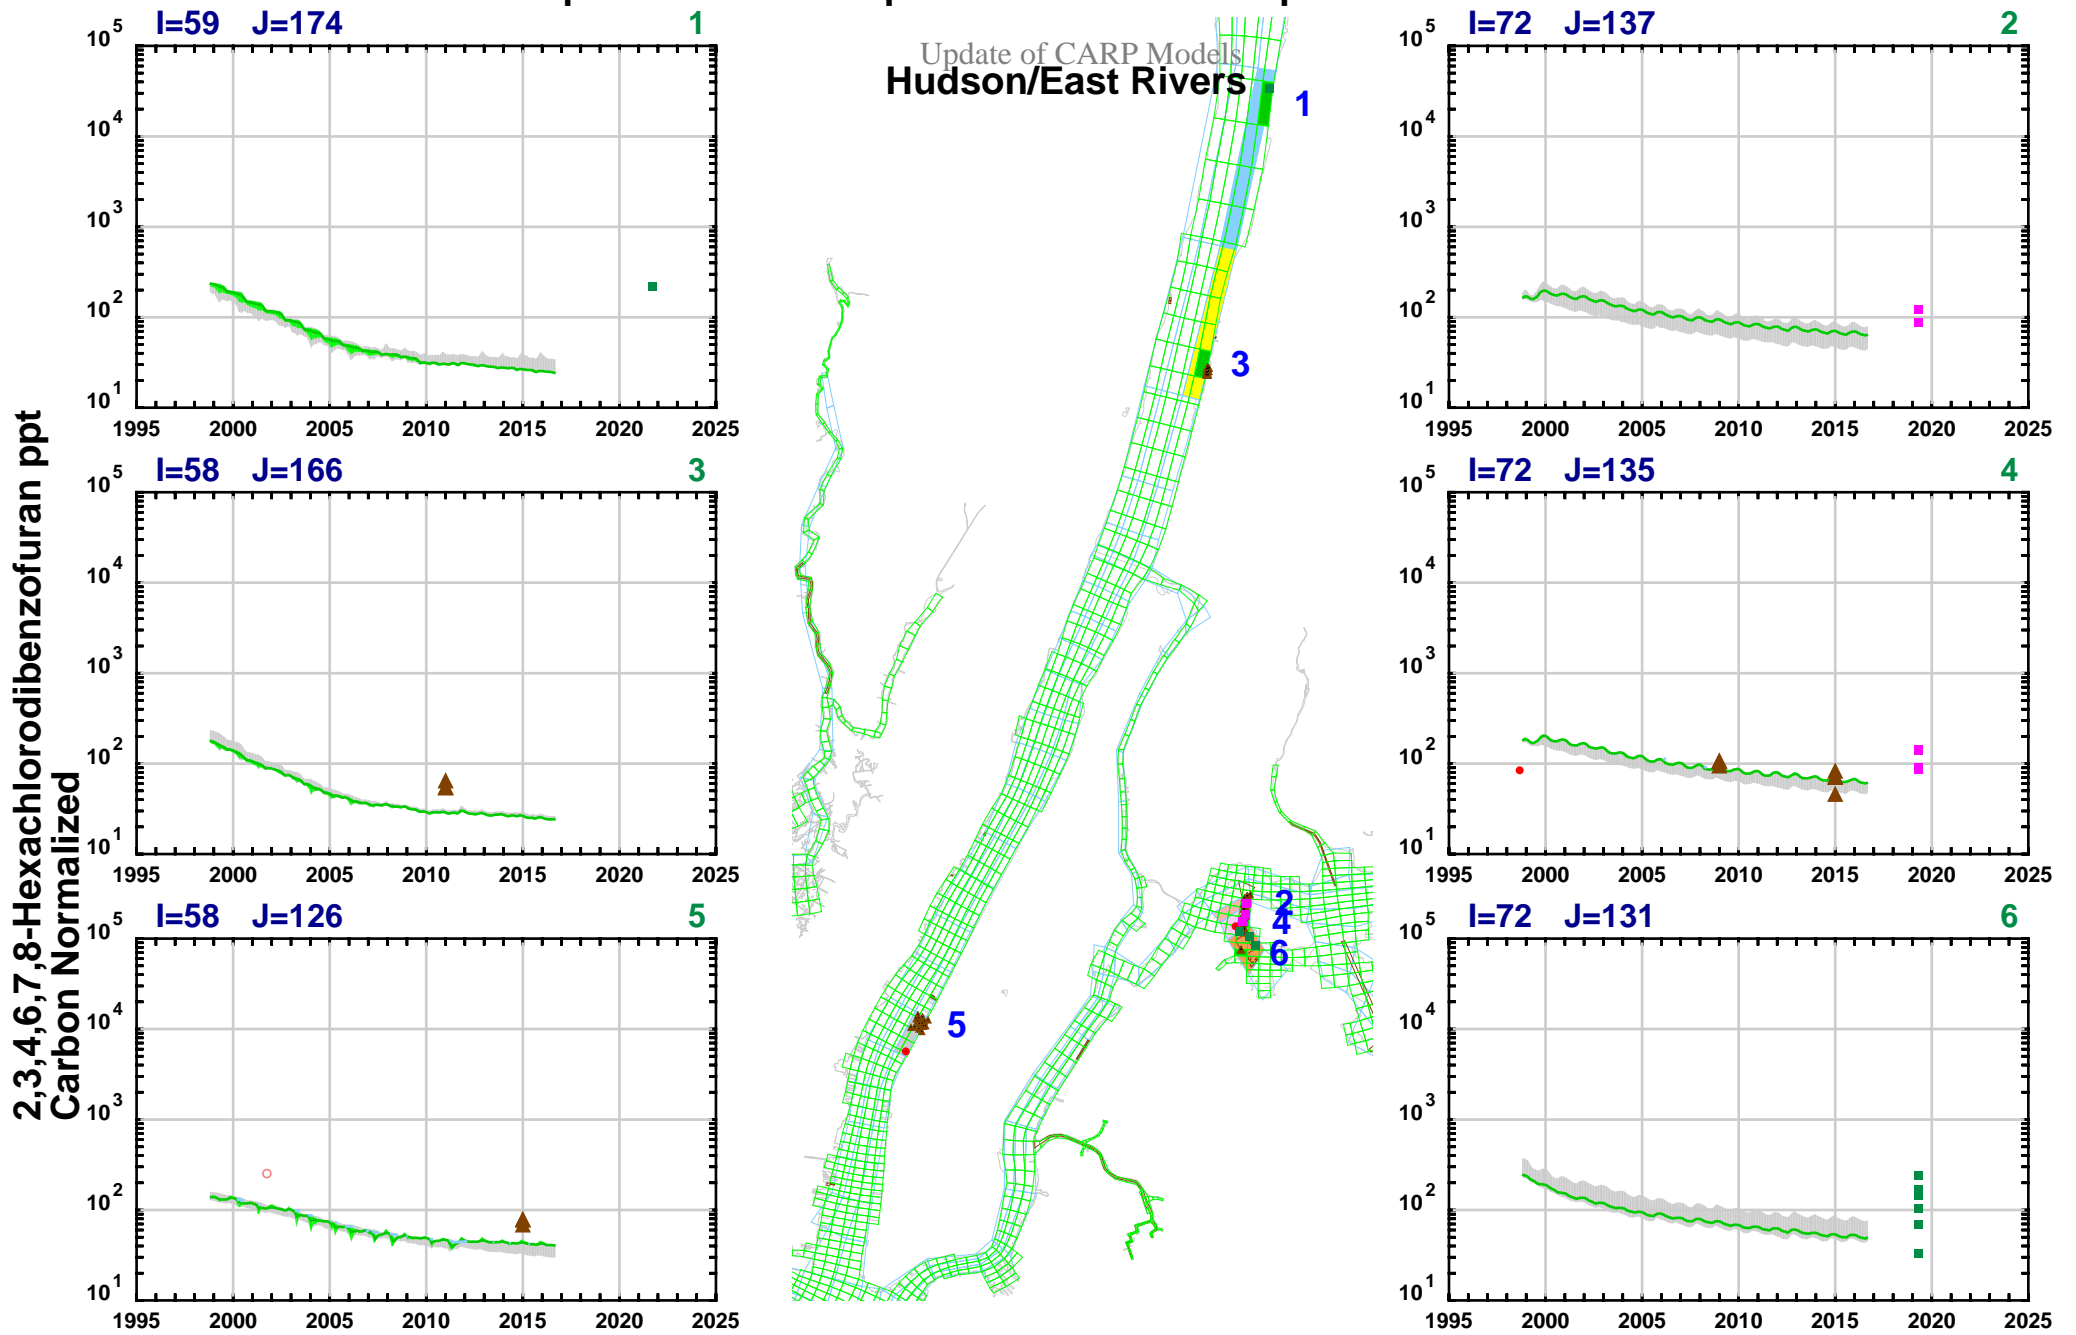 Update of CARP Models
Hudson/East Rivers
2,3,4,6,7,8-Hexachlorodibenzofuran ppt
Carbon Normalized
I=59 J=174 1
10^5
10^4
10^3
10^2
10^1
1995 2000 2005 2010 2015 2020 2025
I=72 J=137 2
10^5
10^4
10^3
10^2
10^1
1995 2000 2005 2010 2015 2020 2025
I=58 J=166 3
10^5
10^4
10^3
10^2
10^1
1995 2000 2005 2010 2015 2020 2025
I=72 J=135 4
10^5
10^4
10^3
10^2
10^1
1995 2000 2005 2010 2015 2020 2025
I=58 J=126 5
10^5
10^4
10^3
10^2
10^1
1995 2000 2005 2010 2015 2020 2025
I=72 J=131 6
10^5
10^4
10^3
10^2
10^1
1995 2000 2005 2010 2015 2020 2025
1
3
2
4
6
5